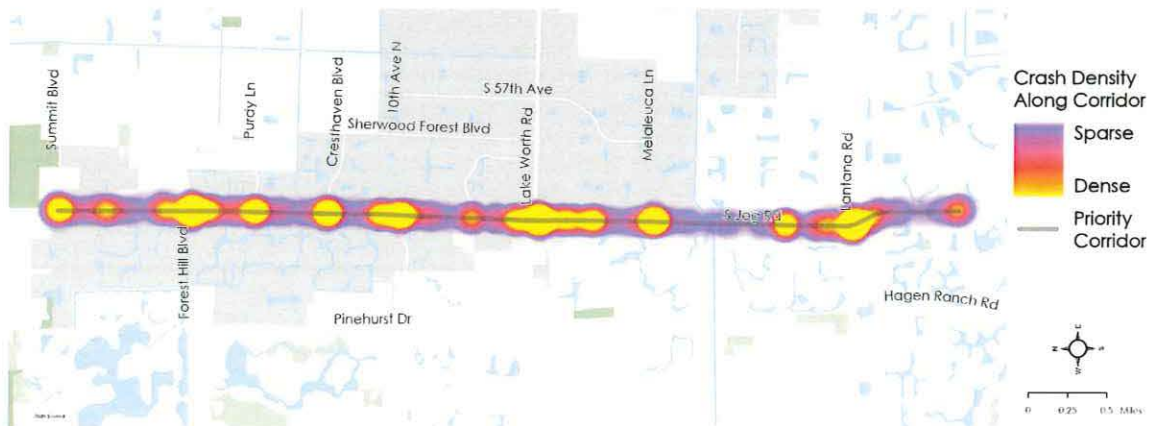 Summit Blvd
Purdy Ln
Cresthaven Blvd
10th Ave N
S 57th Ave
Sherwood Forest Blvd
Lake Worth Rd
Melaleuca Ln
Lantana Rd
S Jog Rd
Forest Hill Blvd
Pinehurst Dr
Hagen Ranch Rd
Crash Density
Along Corridor
Sparse
Dense
Priority
Corridor
E
N
S
W
0 0.25 0.5 Miles